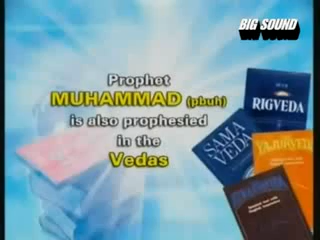 BIG SOUND
Prophet
MUHAMMAD (pbuh)
is also prophesied
in the
Vedas
RIGVEDA
SAMA
VEDA
YAJURVEDA